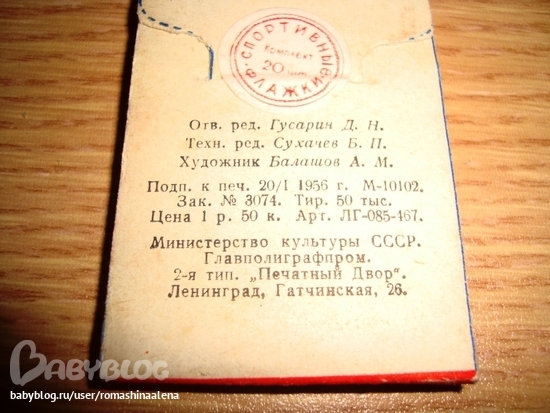 СПОРТИВНЫЕ
КОМПЛЕКТ
20
ФЛАЖКИ
Отв. ред. Гусарин Д. Н.
Техн. ред. Сухачев Б. П.
Художник Балашов А. М.
Подп. к печ. 20/I 1956 г. М-10102.
Зак. № 3074. Тир. 50 тыс.
Цена 1 р. 50 к. Арт. ЛГ-085-467.
Министерство культуры СССР.
Главполиграфпром.
2-я тип. „Печатный Двор".
Ленинград, Гатчинская, 26.
BABYBLOG
babyblog.ru/user/romashinaalena